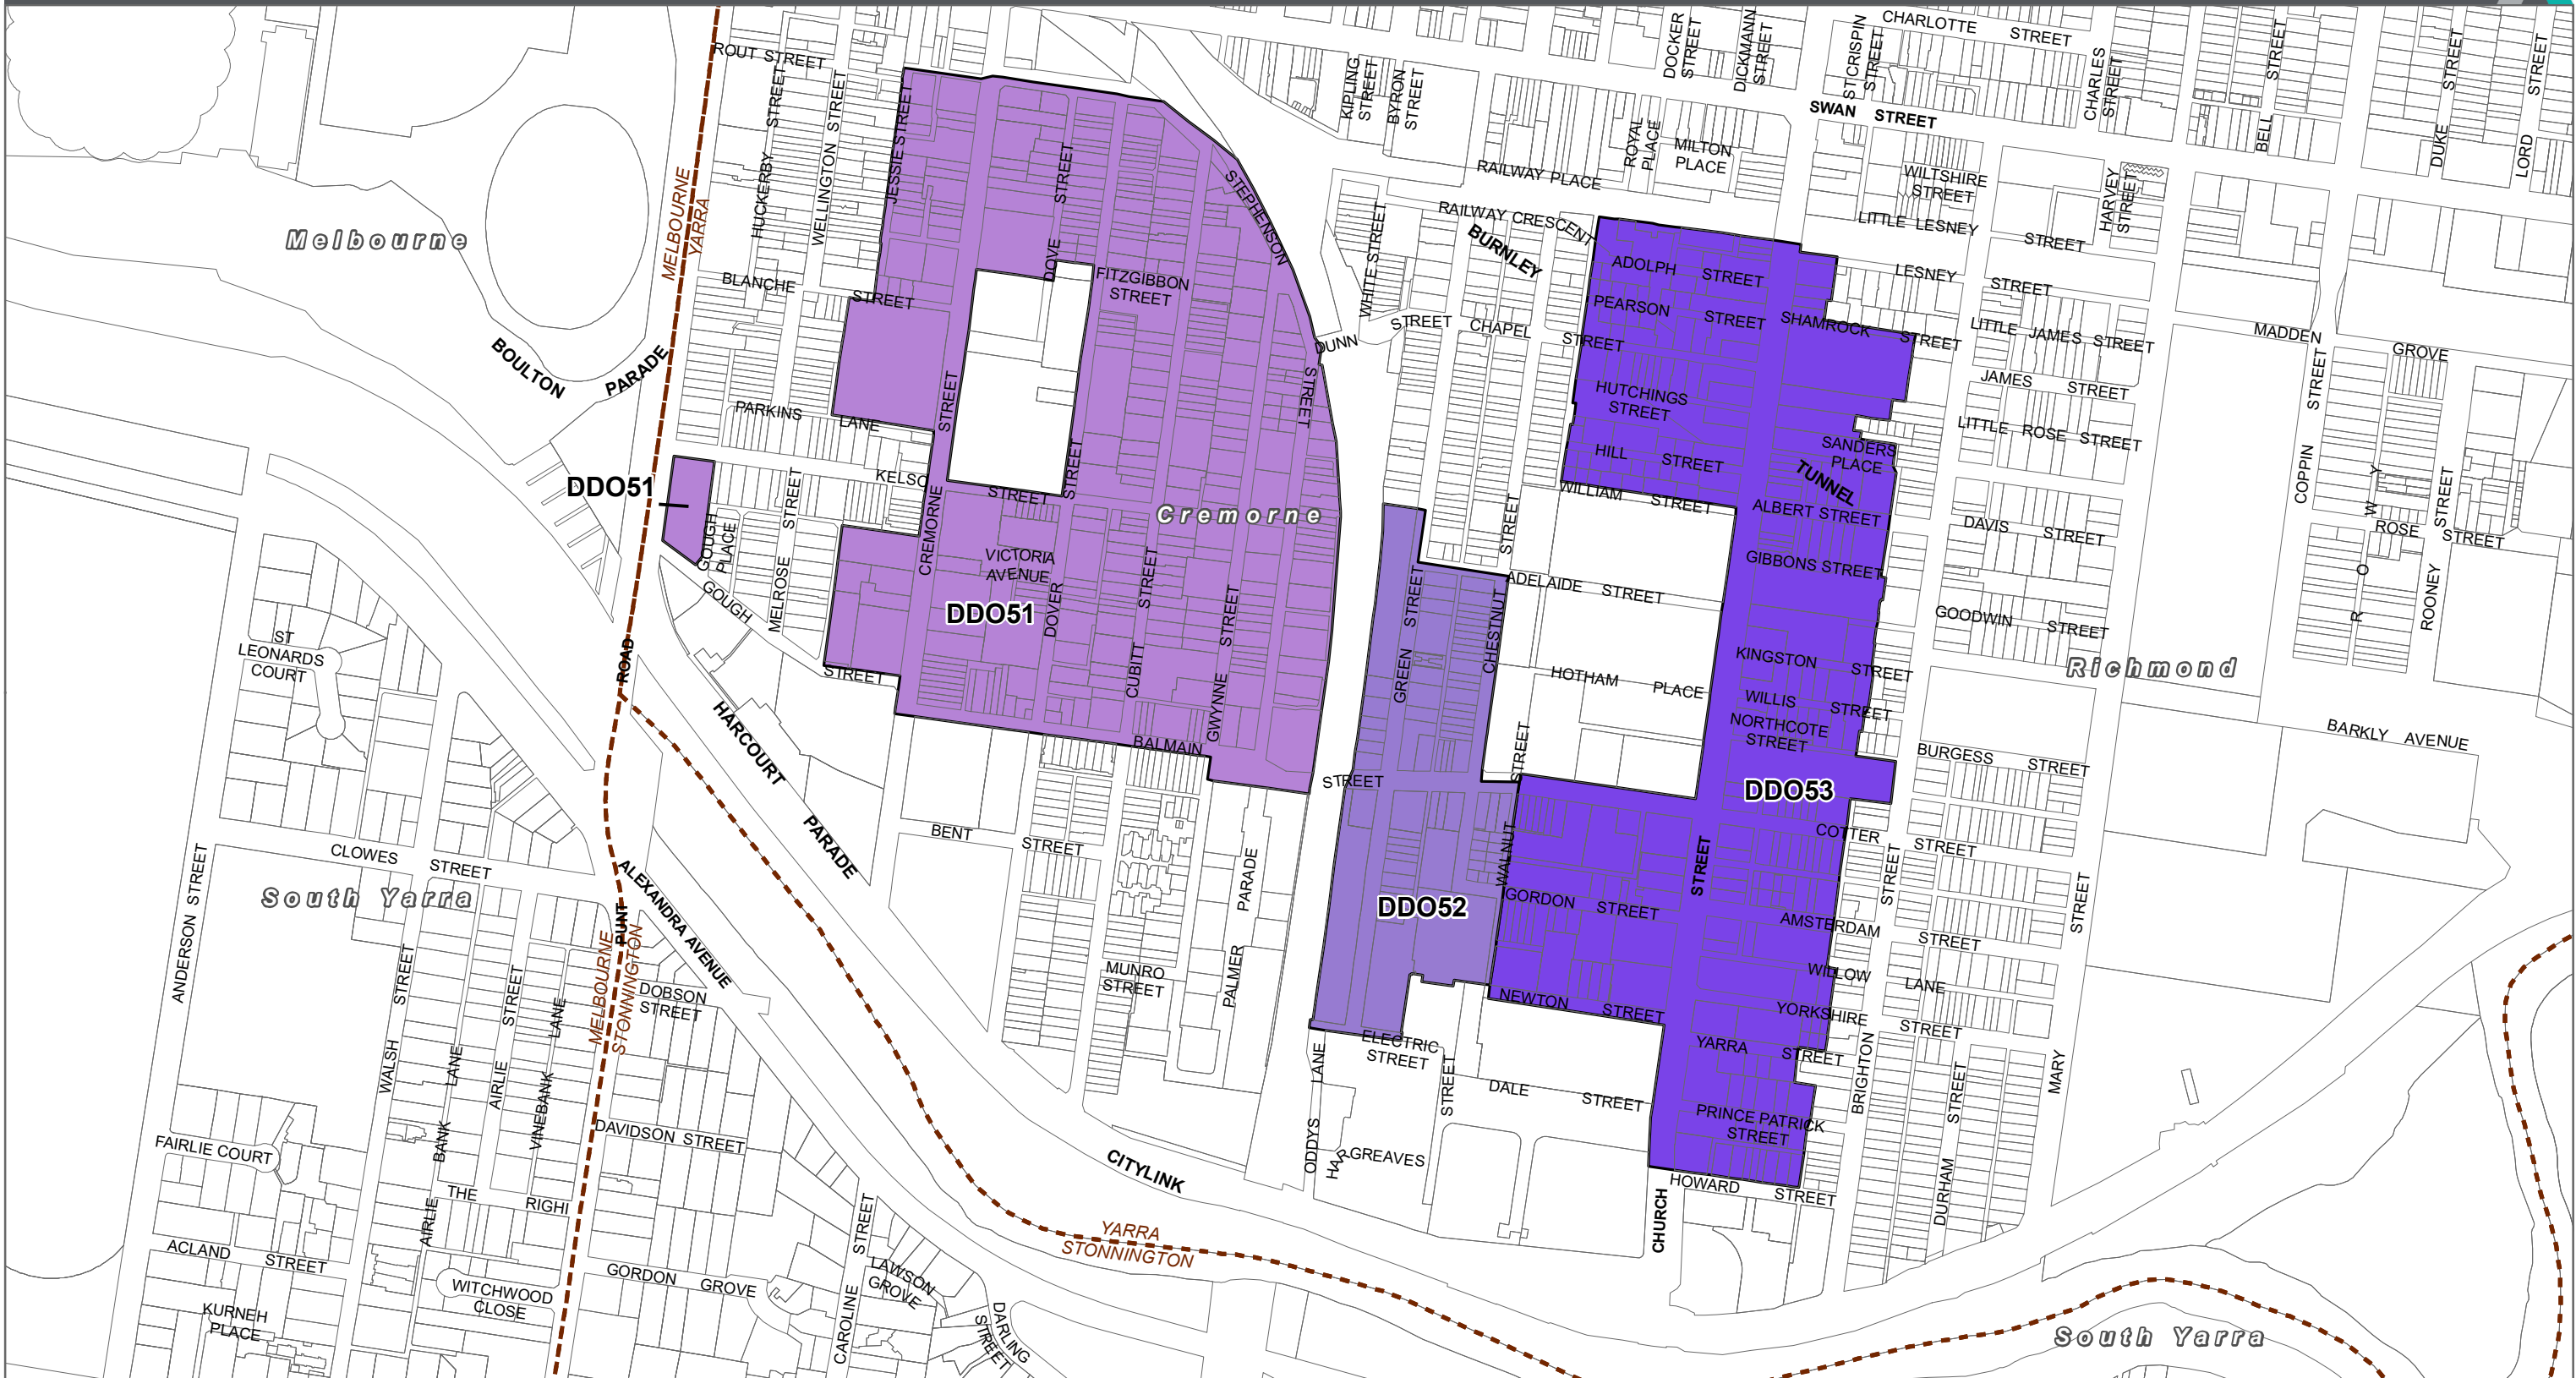 ROUT STREET
HUCKERBY STREET
WELLINGTON STREET
JESSIE STREET
DOVE STREET
STEPHENSON STREET
KIPLING STREET
BYRON STREET
DOCKER STREET
DICKMANN STREET
ST CRISPIN STREET
CHARLOTTE STREET
CHARLES STREET
BELL STREET
DUKE STREET
LORD STREET
SWAN STREET
ROYAL PLACE
MILTON PLACE
RAILWAY PLACE
WILTSHIRE STREET
HARVEY STREET
LITTLE LESNEY STREET
RAILWAY CRESCENT
BURNLEY
WHITE STREET
MELBOURNE
YARRA
Melbourne
BLANCHE STREET
FITZGIBBON STREET
ADOLPH STREET
LESNEY STREET
PEARSON STREET
SHAMROCK STREET
LITTLE JAMES STREET
MADDEN GROVE
DUNN STREET
CHAPEL STREET
BOULTON PARADE
JAMES STREET
HUTCHINGS STREET
PARKINS LANE
LITTLE ROSE STREET
COPPIN STREET
SANDERS PLACE
HILL STREET
TUNNEL
KELSO STREET
CREMORNE STREET
DDO51
GOUGH PLACE
MELROSE STREET
WILLIAM STREET
ALBERT STREET
Cremorne
DAVIS STREET
ROSE STREET
R O W Y
ROONEY STREET
VICTORIA AVENUE
DOVER STREET
CUBITT STREET
GWYNNE STREET
GIBBONS STREET
GREEN STREET
CHESTNUT STREET
ADELAIDE STREET
GOUGH STREET
DDO51
GOODWIN STREET
ST LEONARDS COURT
KINGSTON STREET
Richmond
HOTHAM PLACE
WILLIS STREET
NORTHCOTE STREET
HARCOURT PARADE
BALMAIN STREET
BURGESS STREET
BARKLY AVENUE
DDO53
COTTER STREET
BENT STREET
WALNUT STREET
CLOWES STREET
ANDERSON STREET
South Yarra
ALEXANDRA AVENUE
PUNT ROAD
DDO52
GORDON STREET
CHURCH STREET
AMSTERDAM STREET
PALMER PARADE
MUNRO STREET
MELBOURNE
STONNINGTON
DOBSON STREET
WILLOW LANE
NEWTON STREET
YORKSHIRE STREET
ELECTRIC STREET
YARRA STREET
WALSH STREET
AIRLIE BANK LANE
AIRLIE STREET
VINEBANK LANE
DALE STREET
BRIGHTON STREET
MARY STREET
DURHAM STREET
PRINCE PATRICK STREET
DAVIDSON STREET
FAIRLIE COURT
ODDYS LANE
HARGREAVES STREET
CITYLINK
HOWARD STREET
THE RIGHI
YARRA
STONNINGTON
ACLAND STREET
GORDON GROVE
CAROLINE STREET
LAWSON GROVE
WITCHWOOD CLOSE
KURNEH PLACE
DARLING STREET
South Yarra